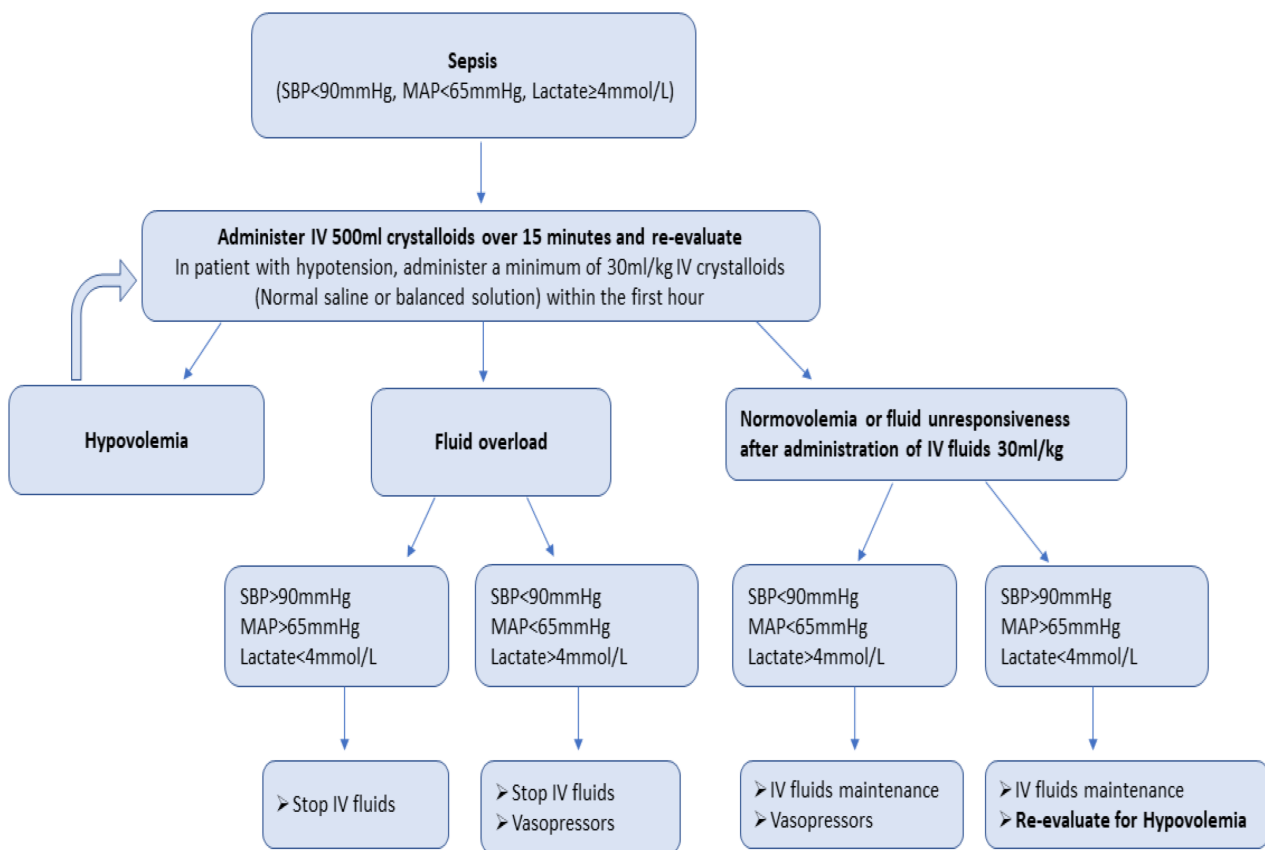 Sepsis
(SBP<90mmHg, MAP<65mmHg, Lactate≥4mmol/L)
Administer IV 500ml crystalloids over 15 minutes and re-evaluate
In patient with hypotension, administer a minimum of 30ml/kg IV crystalloids
(Normal saline or balanced solution) within the first hour
Hypovolemia
Fluid overload
Normovolemia or fluid unresponsiveness
after administration of IV fluids 30ml/kg
SBP>90mmHg
MAP>65mmHg
Lactate<4mmol/L
SBP<90mmHg
MAP<65mmHg
Lactate>4mmol/L
SBP<90mmHg
MAP<65mmHg
Lactate>4mmol/L
SBP>90mmHg
MAP>65mmHg
Lactate<4mmol/L
➢ Stop IV fluids
➢ Stop IV fluids
➢ Vasopressors
➢ IV fluids maintenance
➢ Vasopressors
➢ IV fluids maintenance
➢ Re-evaluate for Hypovolemia